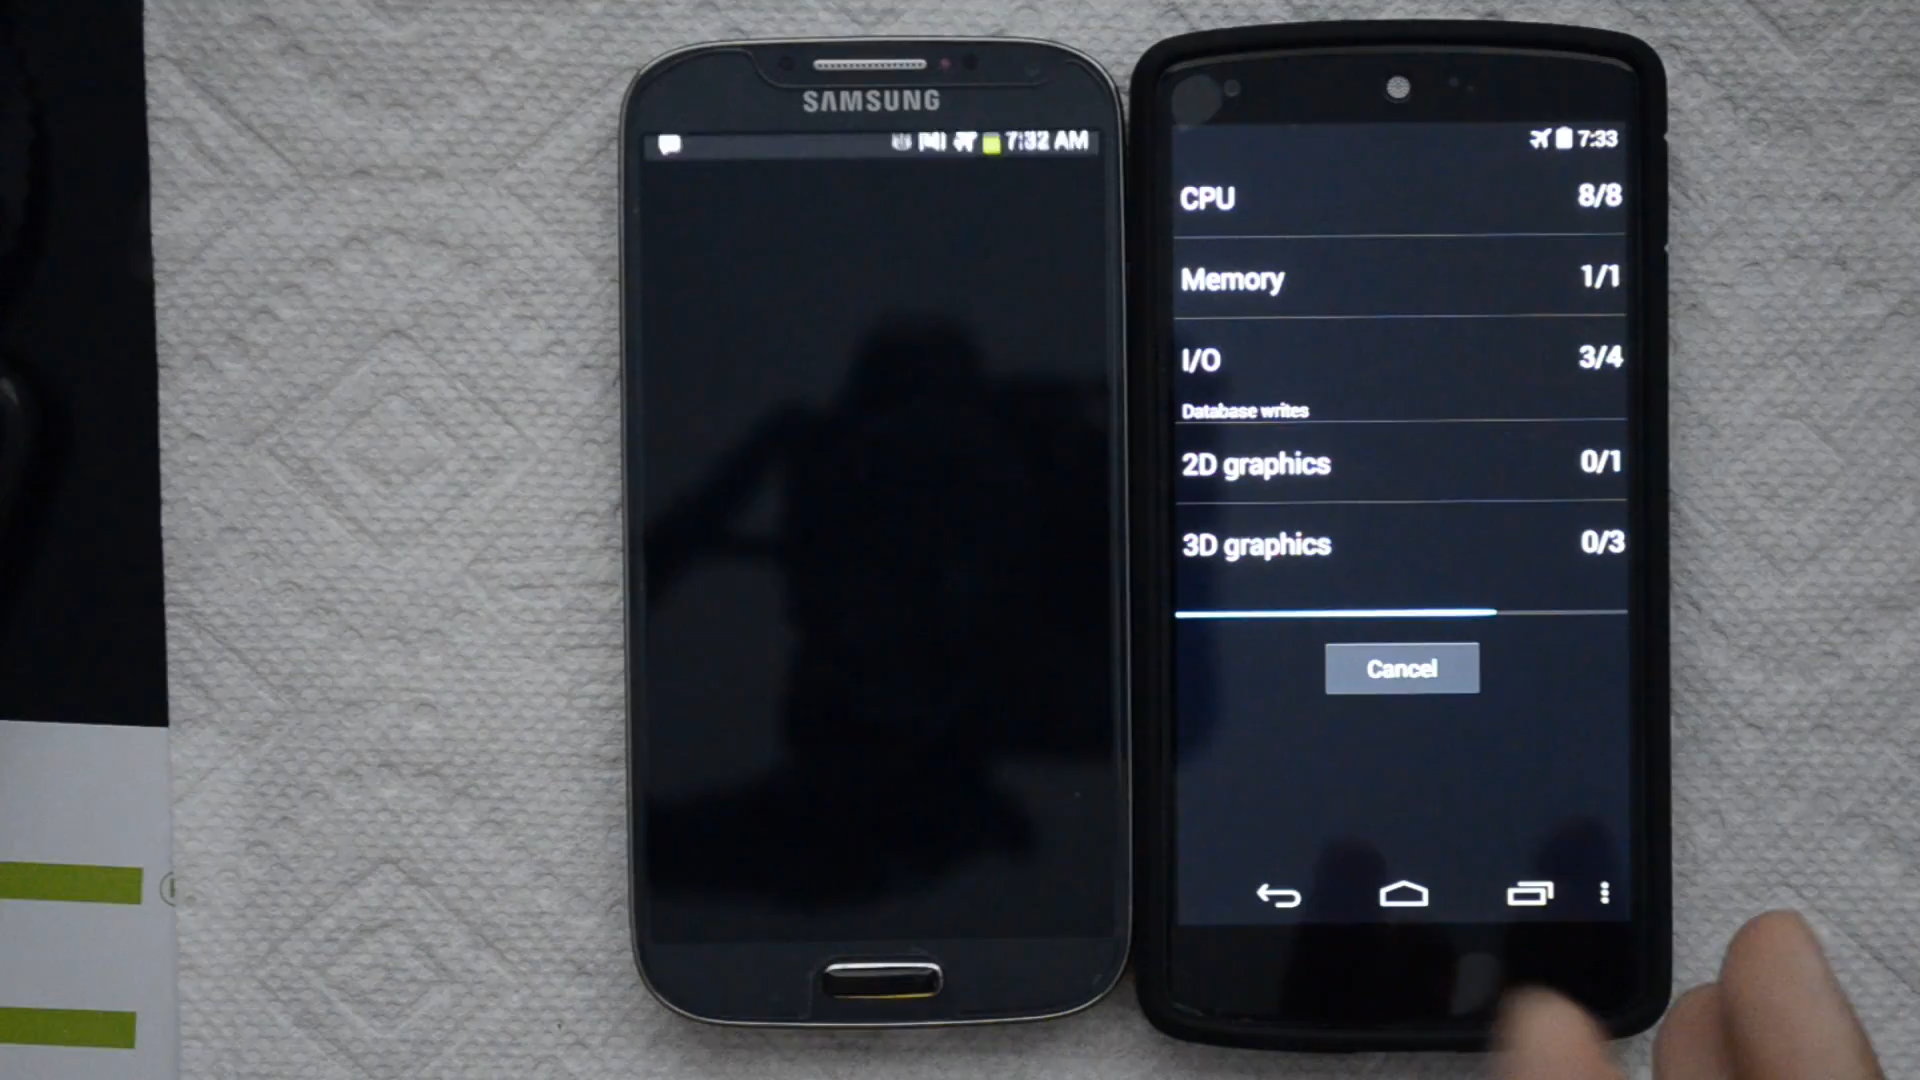 SAMSUNG
7:32 AM
7:33
CPU 8/8
Memory 1/1
I/O 3/4
Database writes
2D graphics 0/1
3D graphics 0/3
Cancel